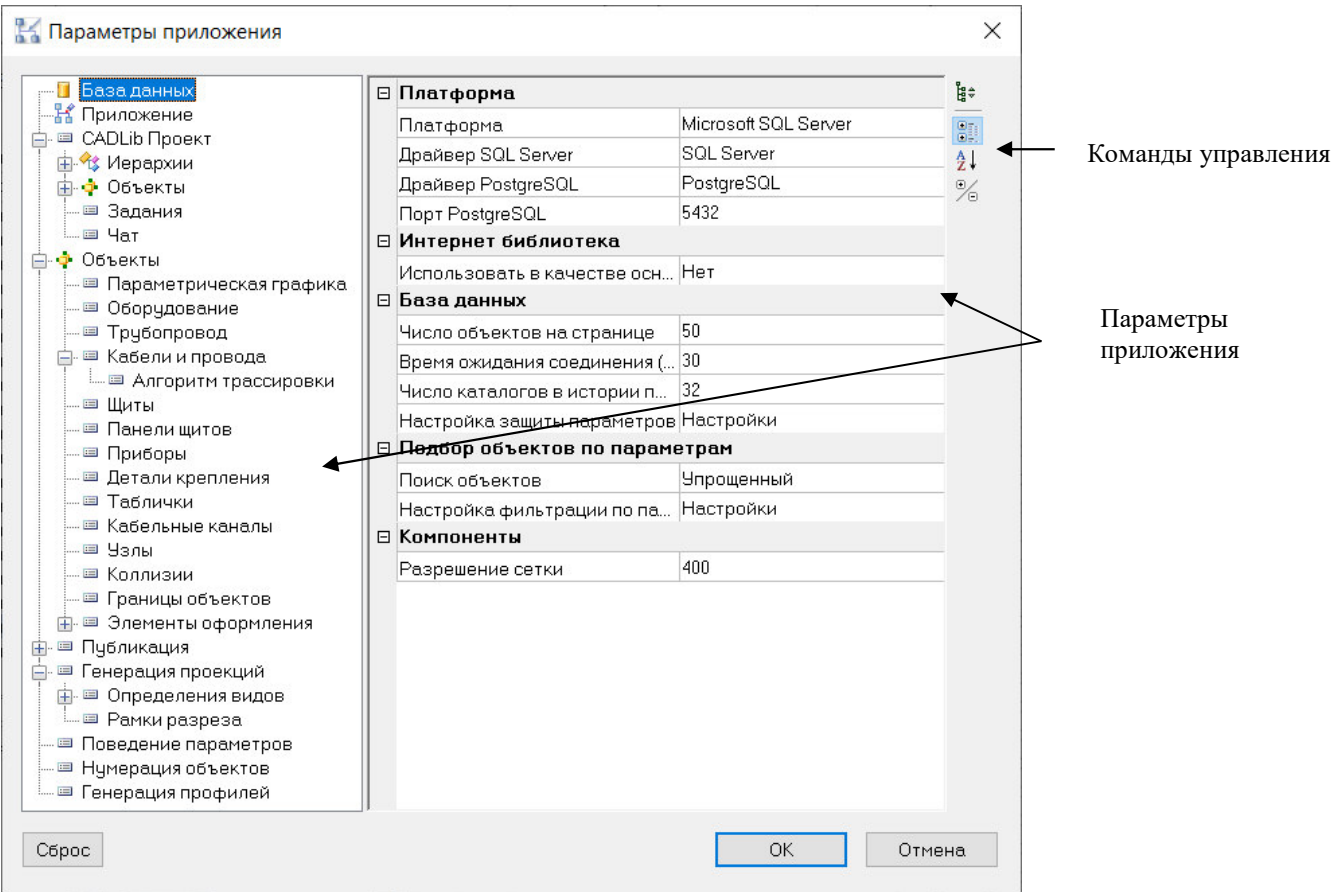 Параметры приложения
База данных
Приложение
CADLib Проект
Иерархии
Объекты
Задания
Чат
Объекты
Параметрическая графика
Оборудование
Трубопровод
Кабели и провода
Алгоритм трассировки
Щиты
Панели щитов
Приборы
Детали крепления
Таблички
Кабельные каналы
Узлы
Коллизии
Границы объектов
Элементы оформления
Публикация
Генерация проекций
Определения видов
Рамки разреза
Поведение параметров
Нумерация объектов
Генерация профилей
Платформа
Платформа Microsoft SQL Server
Драйвер SQL Server SQL Server
Драйвер PostgreSQL PostgreSQL
Порт PostgreSQL 5432
Интернет библиотека
Использовать в качестве осн... Нет
База данных
Число объектов на странице 50
Время ожидания соединения (... 30
Число каталогов в истории п... 32
Настройка защиты параметров Настройки
Подбор объектов по параметрам
Поиск объектов Упрощенный
Настройка фильтрации по па... Настройки
Компоненты
Разрешение сетки 400
Команды управления
Параметры
приложения
Сброс
OK
Отмена